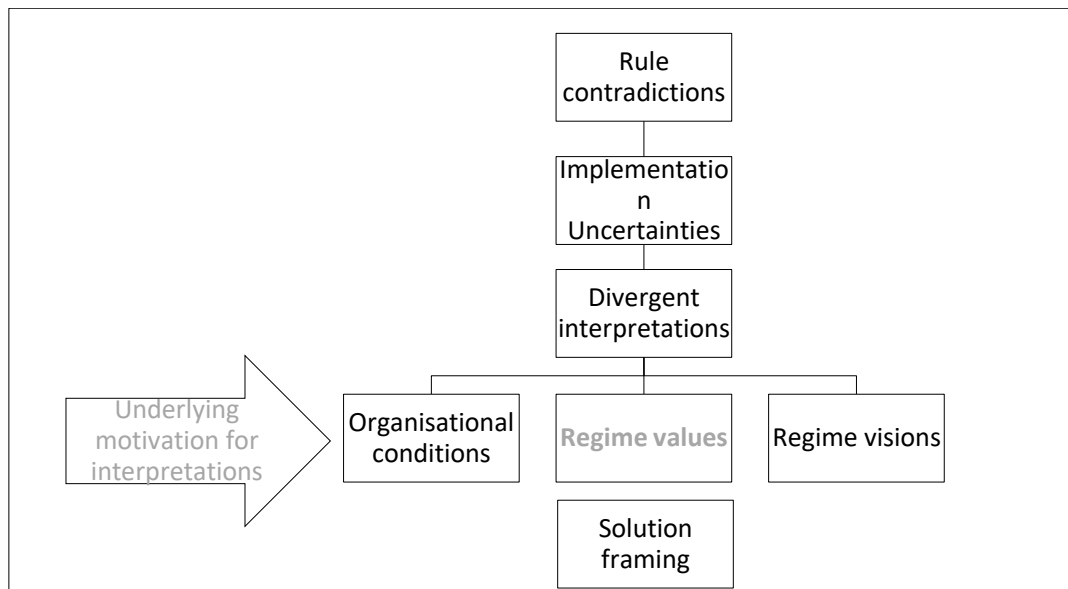 Rule
contradictions
Implementatio
n
Uncertainties
Divergent
interpretations
Underlying
motivation for
interpretations
Organisational
conditions
Regime values
Regime visions
Solution
framing